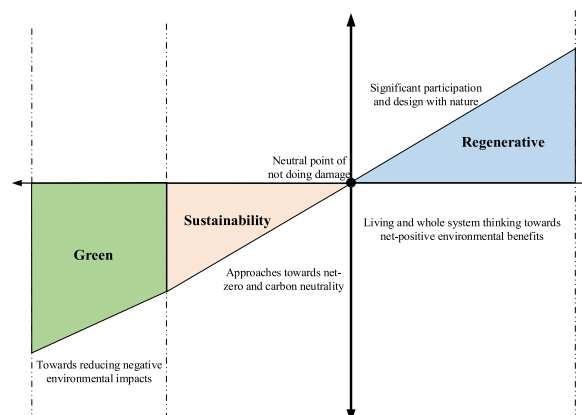 Significant participation
and design with nature
Regenerative
Neutral point of
not doing damage
Sustainability
Living and whole system thinking towards
net-positive environmental benefits
Green
Approaches towards net-
zero and carbon neutrality
Towards reducing negative
environmental impacts